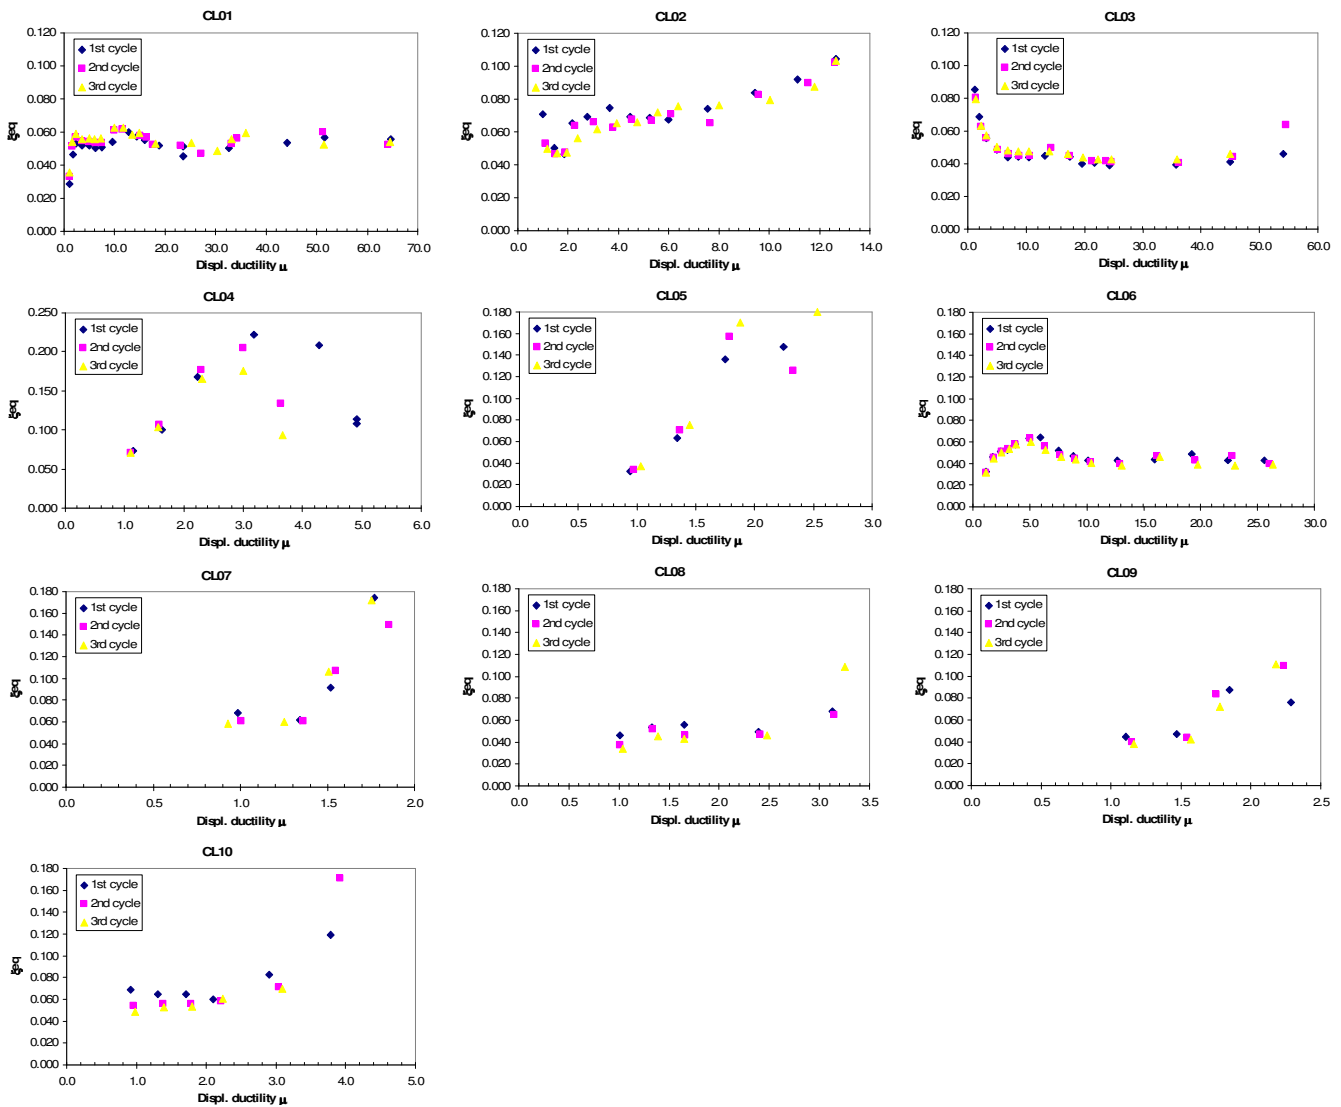 CL01
0.120
0.100
0.080
0.060
0.040
0.020
0.000
ξeq
1st cycle
2nd cycle
3rd cycle
0.0 10.0 20.0 30.0 40.0 50.0 60.0 70.0
Displ. ductility μ
CL02
0.120
0.100
0.080
0.060
0.040
0.020
0.000
ξeq
1st cycle
2nd cycle
3rd cycle
0.0 2.0 4.0 6.0 8.0 10.0 12.0 14.0
Displ. ductility μ
CL03
0.120
0.100
0.080
0.060
0.040
0.020
0.000
ξeq
1st cycle
2nd cycle
3rd cycle
0.0 10.0 20.0 30.0 40.0 50.0 60.0
Displ. ductility μ
CL04
0.250
0.200
0.150
0.100
0.050
0.000
ξeq
1st cycle
2nd cycle
3rd cycle
0.0 1.0 2.0 3.0 4.0 5.0 6.0
Displ. ductility μ
CL05
0.180
0.160
0.140
0.120
0.100
0.080
0.060
0.040
0.020
0.000
ξeq
1st cycle
2nd cycle
3rd cycle
0.0 0.5 1.0 1.5 2.0 2.5 3.0
Displ. ductility μ
CL06
0.180
0.160
0.140
0.120
0.100
0.080
0.060
0.040
0.020
0.000
ξeq
1st cycle
2nd cycle
3rd cycle
0.0 5.0 10.0 15.0 20.0 25.0 30.0
Displ. ductility μ
CL07
0.180
0.160
0.140
0.120
0.100
0.080
0.060
0.040
0.020
0.000
ξeq
1st cycle
2nd cycle
3rd cycle
0.0 0.5 1.0 1.5 2.0
Displ. ductility μ
CL08
0.180
0.160
0.140
0.120
0.100
0.080
0.060
0.040
0.020
0.000
ξeq
1st cycle
2nd cycle
3rd cycle
0.0 0.5 1.0 1.5 2.0 2.5 3.0 3.5
Displ. ductility μ
CL09
0.180
0.160
0.140
0.120
0.100
0.080
0.060
0.040
0.020
0.000
ξeq
1st cycle
2nd cycle
3rd cycle
0.0 0.5 1.0 1.5 2.0 2.5
Displ. ductility μ
CL10
0.180
0.160
0.140
0.120
0.100
0.080
0.060
0.040
0.020
0.000
ξeq
1st cycle
2nd cycle
3rd cycle
0.0 1.0 2.0 3.0 4.0 5.0
Displ. ductility μ